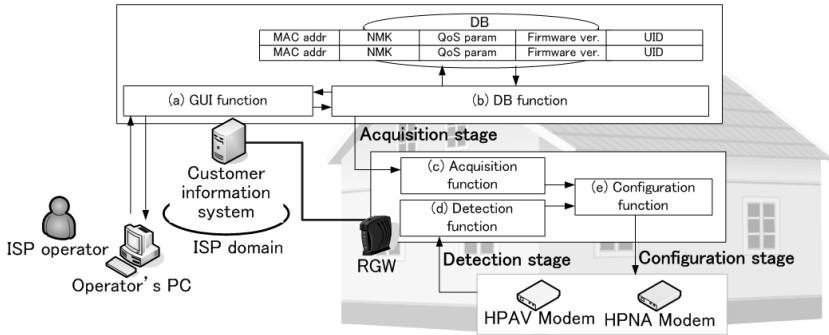 DB
MAC addr NMK QoS param Firmware ver. UID
MAC addr NMK QoS param Firmware ver. UID
(a) GUI function
(b) DB function
Acquisition stage
Customer
information
system
ISP domain
ISP operator
Operator's PC
(c) Acquisition
function
(d) Detection
function
(e) Configuration
function
RGW
Detection stage
Configuration stage
HPAV Modem
HPNA Modem